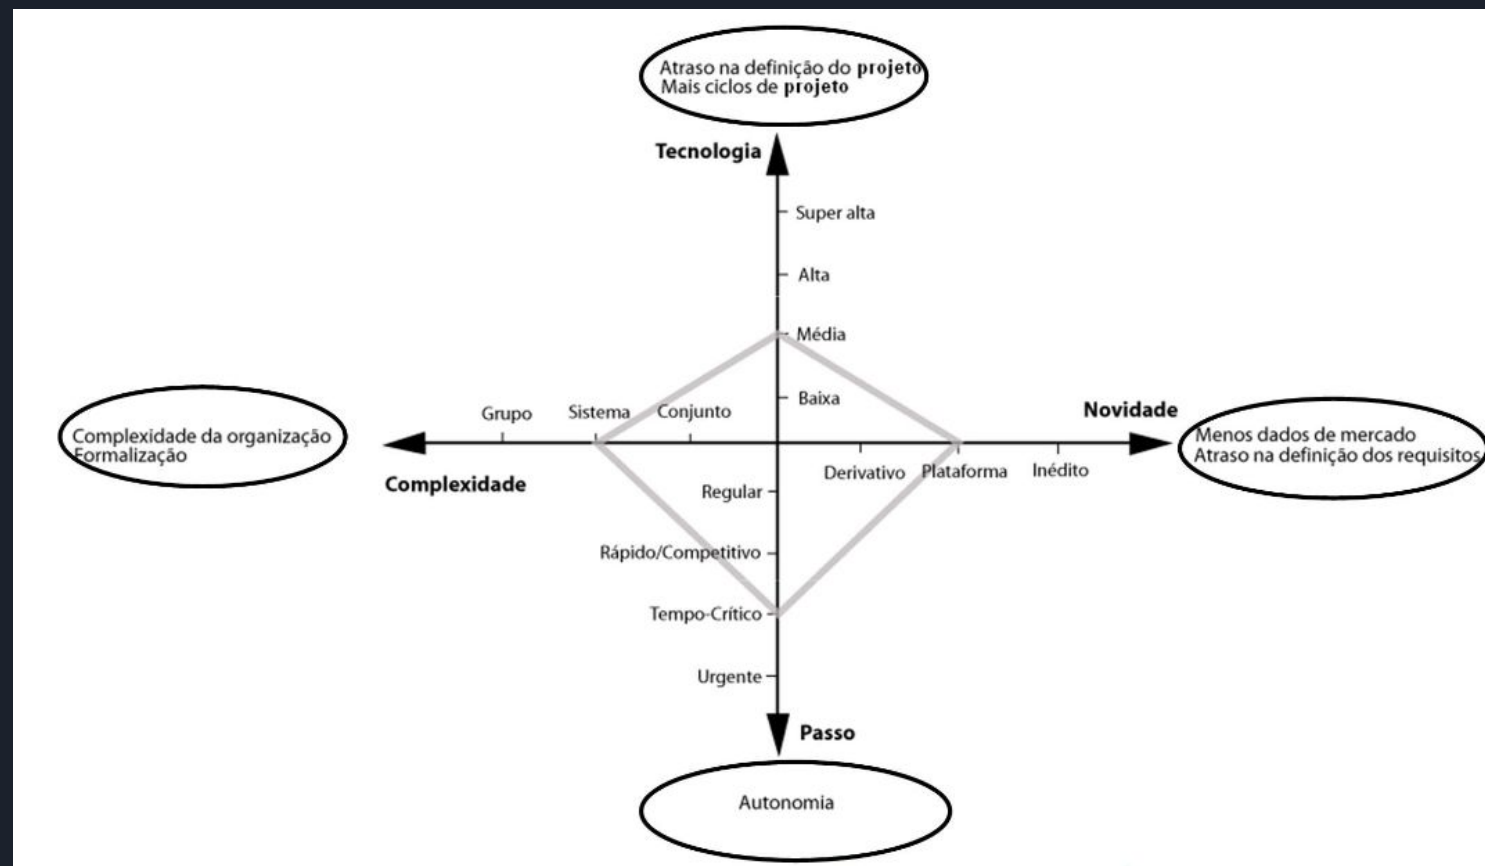 Atraso na definição do projeto
Mais ciclos de projeto
Tecnologia
Super alta
Alta
Média
Baixa
Grupo
Sistema
Conjunto
Novidade
Complexidade da organização
Formalização
Menos dados de mercado
Atraso na definição dos requisitos
Complexidade
Derivativo
Plataforma
Inédito
Regular
Rápido/Competitivo
Tempo-Crítico
Urgente
Passo
Autonomia